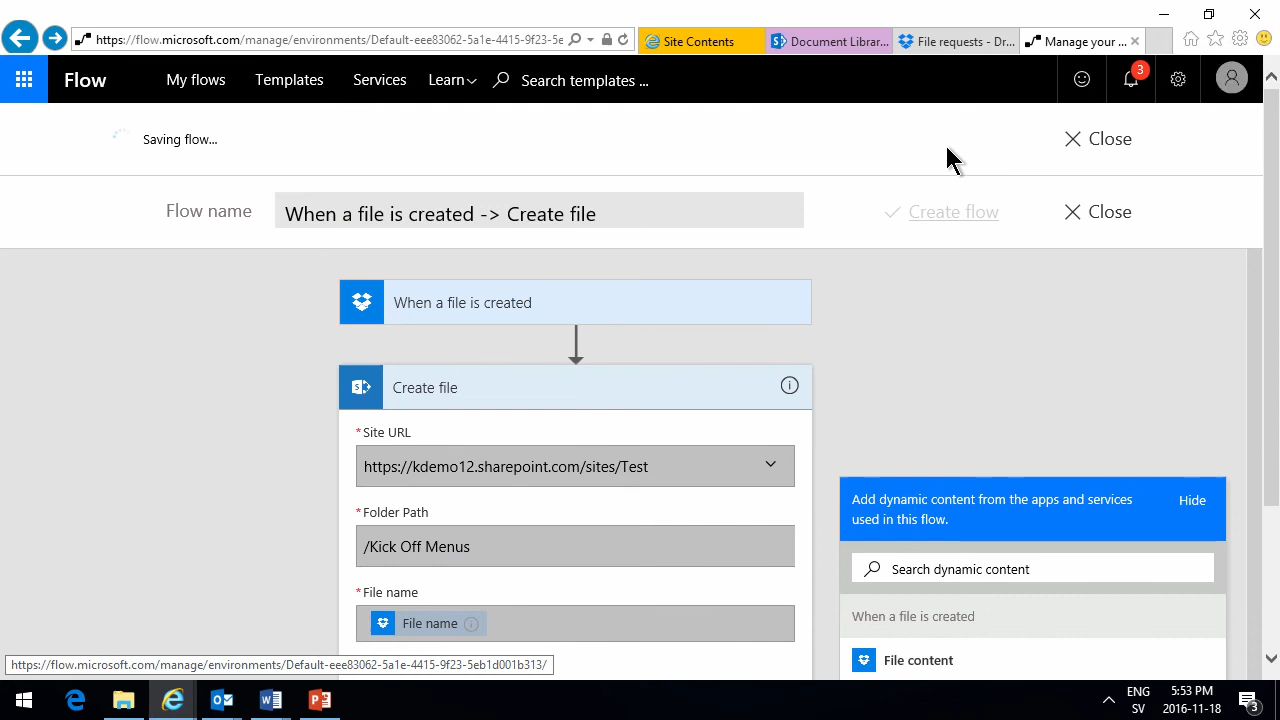 https://flow.microsoft.com/manage/environments/Default-eee83062-5a1e-4415-9f23-5e
Site Contents
Document Librar...
File requests - Dr...
Manage your ...
Flow
My flows
Templates
Services
Learn
Search templates ...
3
Saving flow...
Close
Flow name
When a file is created -> Create file
Create flow
Close
When a file is created
Create file
* Site URL
https://kdemo12.sharepoint.com/sites/Test
* Folder Path
/Kick Off Menus
* File name
File name
Add dynamic content from the apps and services
used in this flow.
Hide
Search dynamic content
When a file is created
File content
https://flow.microsoft.com/manage/environments/Default-eee83062-5a1e-4415-9f23-5eb1d001b313/
ENG
SV
5:53 PM
2016-11-18
3